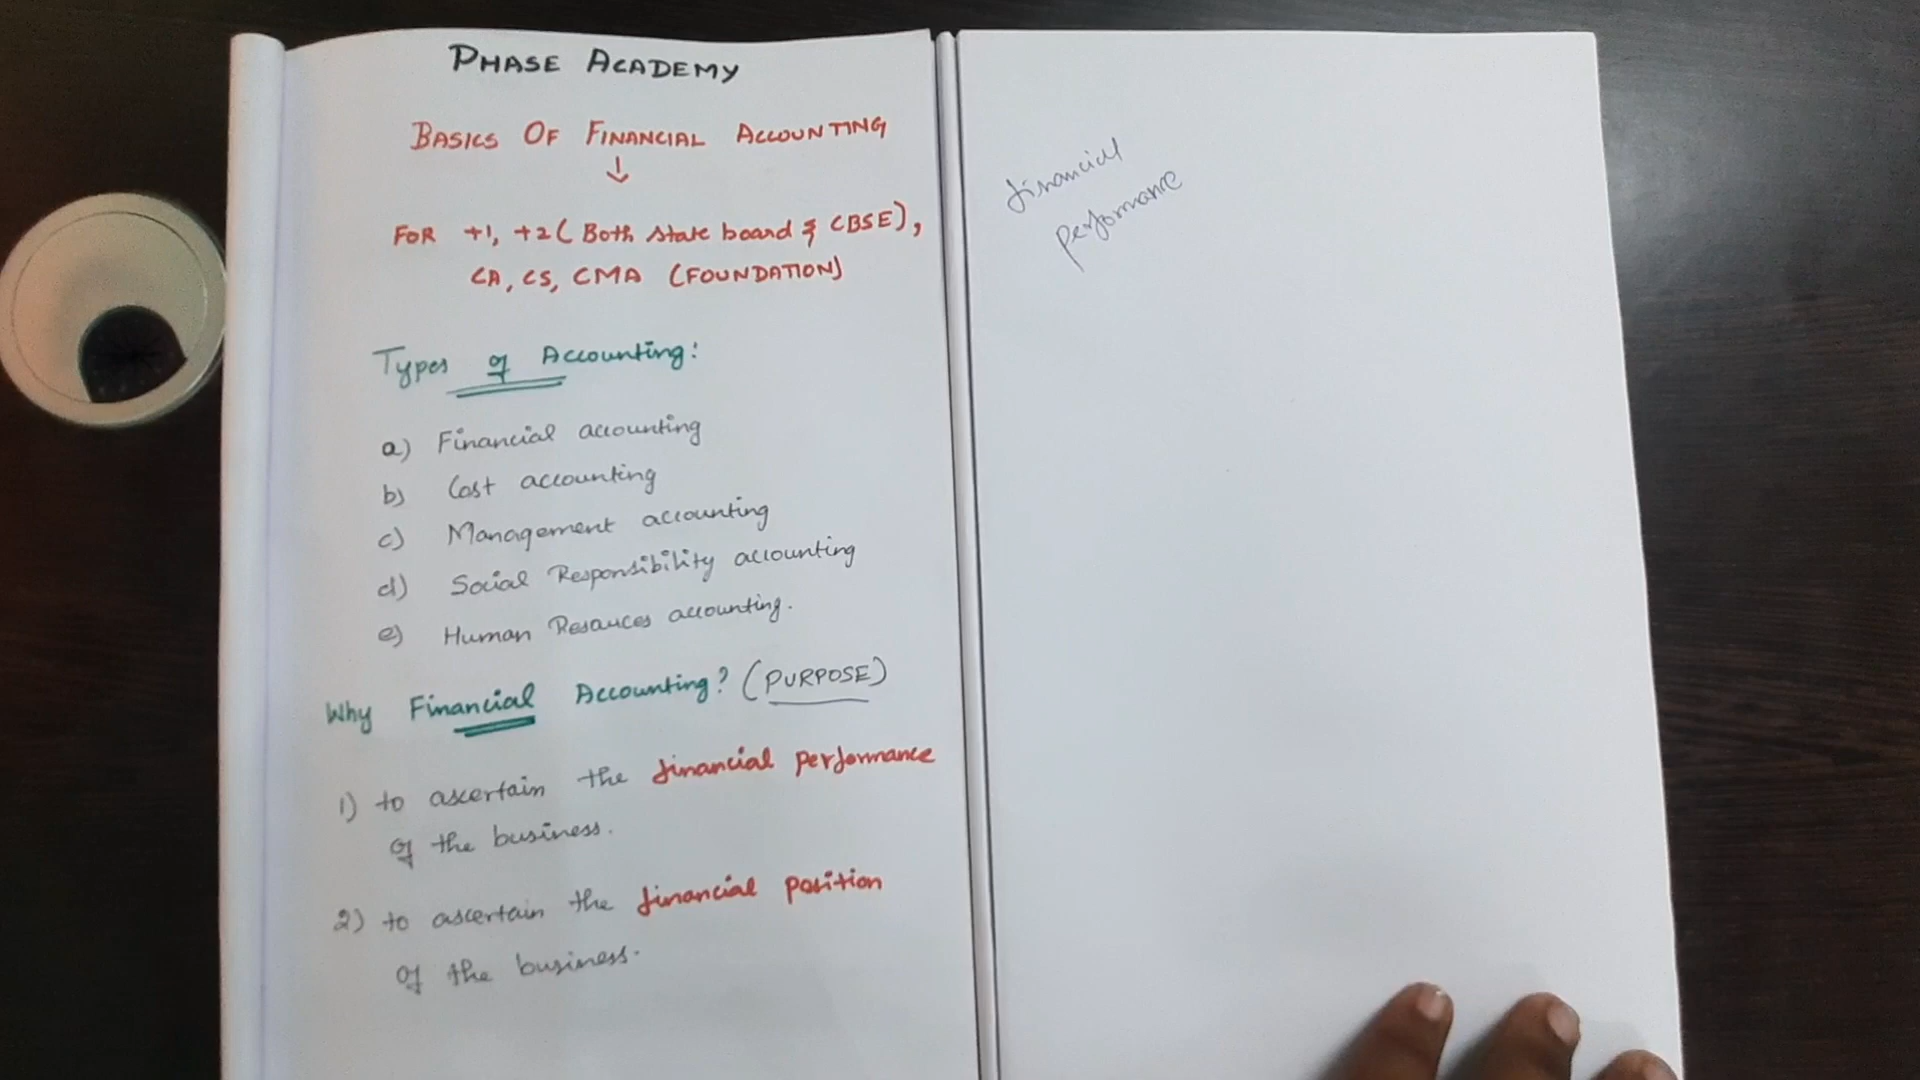 PHASE ACADEMY
BASICS OF FINANCIAL ACCOUNTING
↓
FOR +1, +2 ( Both state board & CBSE),
CA, CS, CMA (FOUNDATION)
Types of Accounting:
a) Financial accounting
b) Cost accounting
c) Management accounting
d) Social Responsibility accounting
e) Human Resources accounting.
Why Financial Accounting? (PURPOSE)
1) to ascertain the financial performance
of the business.
2) to ascertain the financial position
of the business.
financial
performance